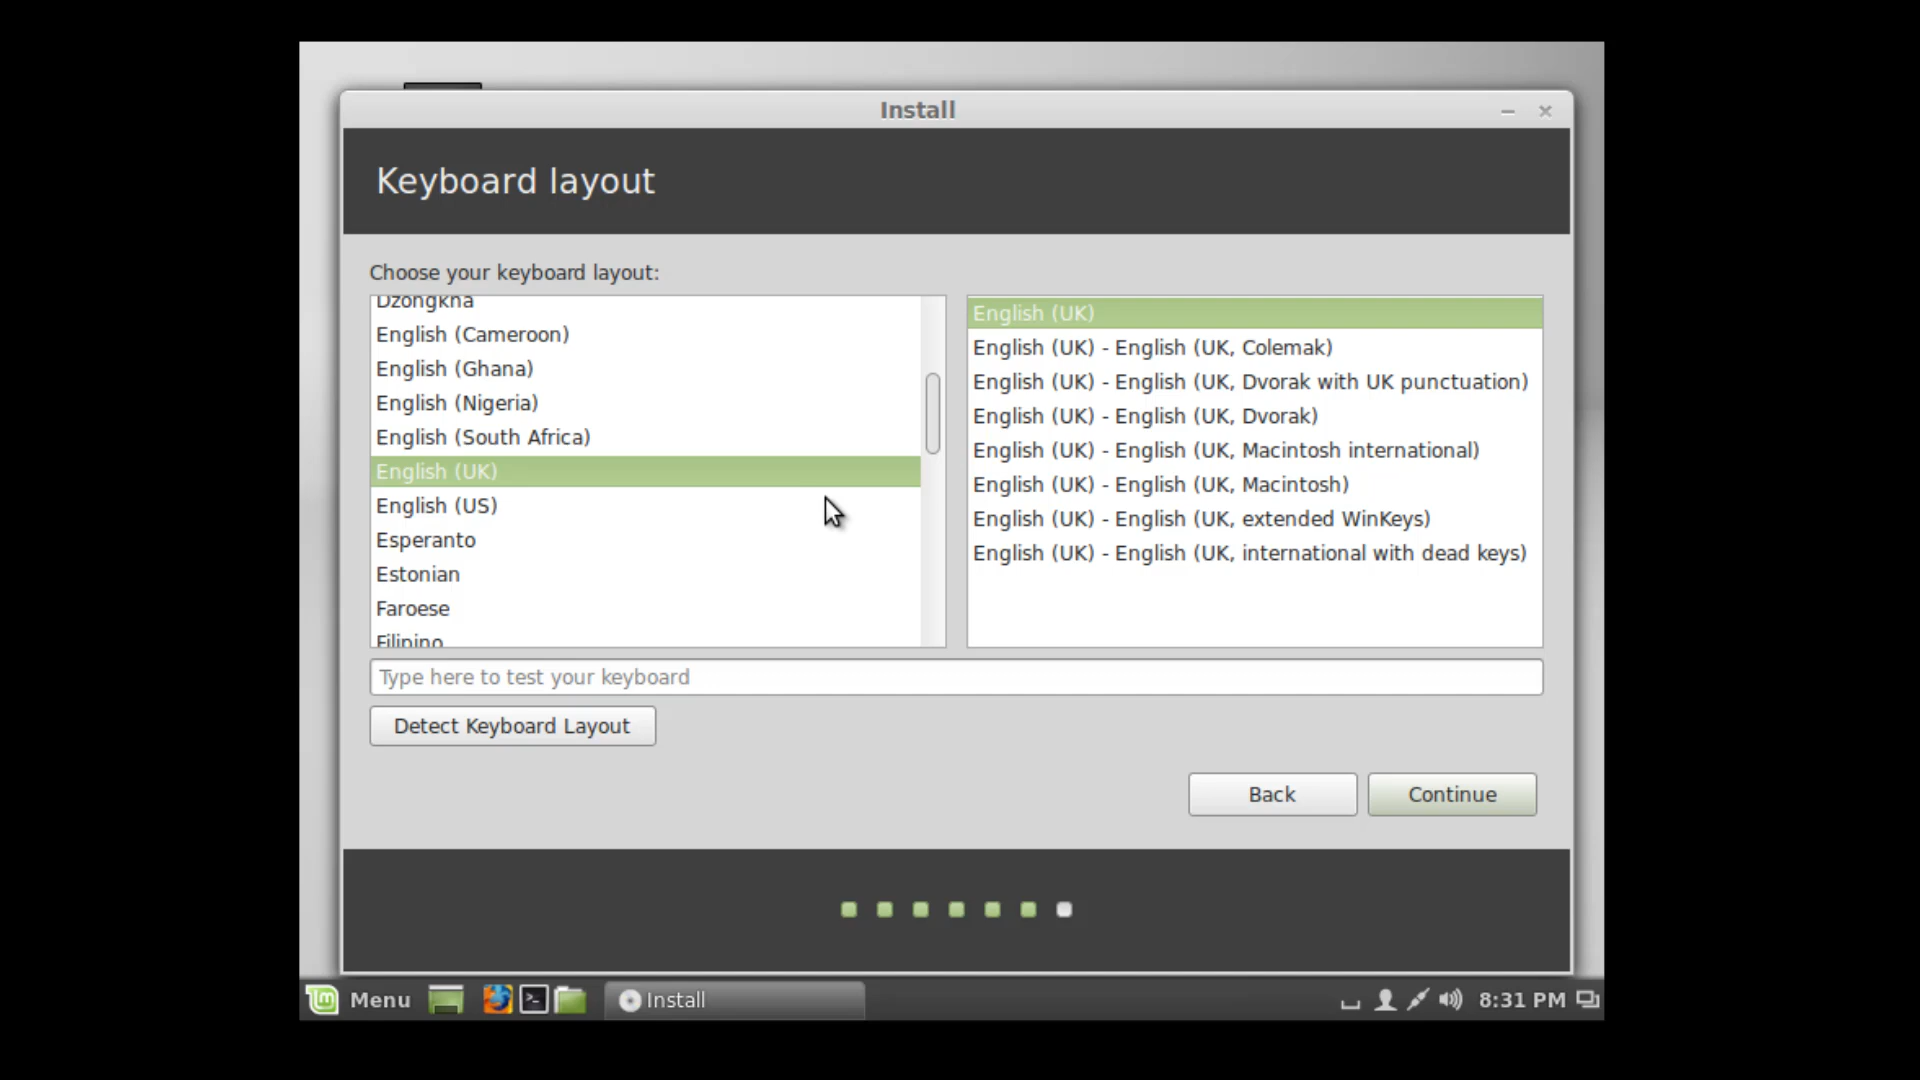 Install
Keyboard layout
Choose your keyboard layout:
Dzongkha
English (Cameroon)
English (Ghana)
English (Nigeria)
English (South Africa)
English (UK)
English (US)
Esperanto
Estonian
Faroese
Filipino
English (UK)
English (UK) - English (UK, Colemak)
English (UK) - English (UK, Dvorak with UK punctuation)
English (UK) - English (UK, Dvorak)
English (UK) - English (UK, Macintosh international)
English (UK) - English (UK, Macintosh)
English (UK) - English (UK, extended WinKeys)
English (UK) - English (UK, international with dead keys)
Type here to test your keyboard
Detect Keyboard Layout
Back Continue
Menu Install 8:31 PM